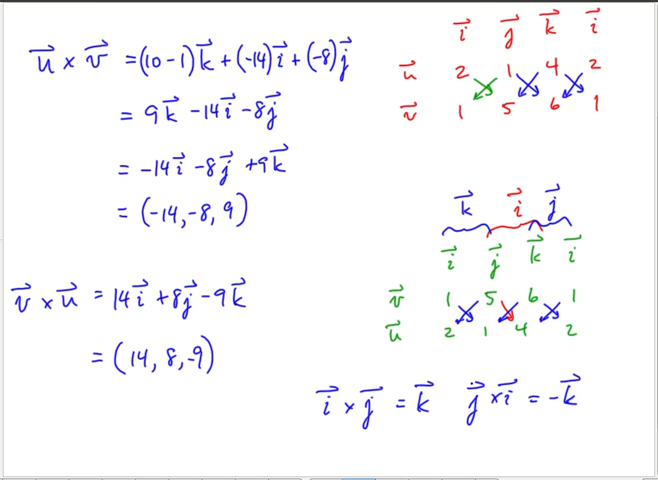 u⃗ × v⃗ = (10 - 1)k⃗ + (-14)i⃗ + (-8)j⃗
= 9k⃗ - 14i⃗ - 8j⃗
= -14i⃗ - 8j⃗ + 9k⃗
= (-14, -8, 9)
i⃗ j⃗ k⃗ i⃗
u⃗ 2 1 4 2
v⃗ 1 5 6 1
v⃗ × u⃗ = 14i⃗ + 8j⃗ - 9k⃗
= (14, 8, -9)
k⃗ i⃗ j⃗
i⃗ j⃗ k⃗ i⃗
v⃗ 1 5 6 1
u⃗ 2 1 4 2
i⃗ × j⃗ = k⃗ j⃗ × i⃗ = -k⃗